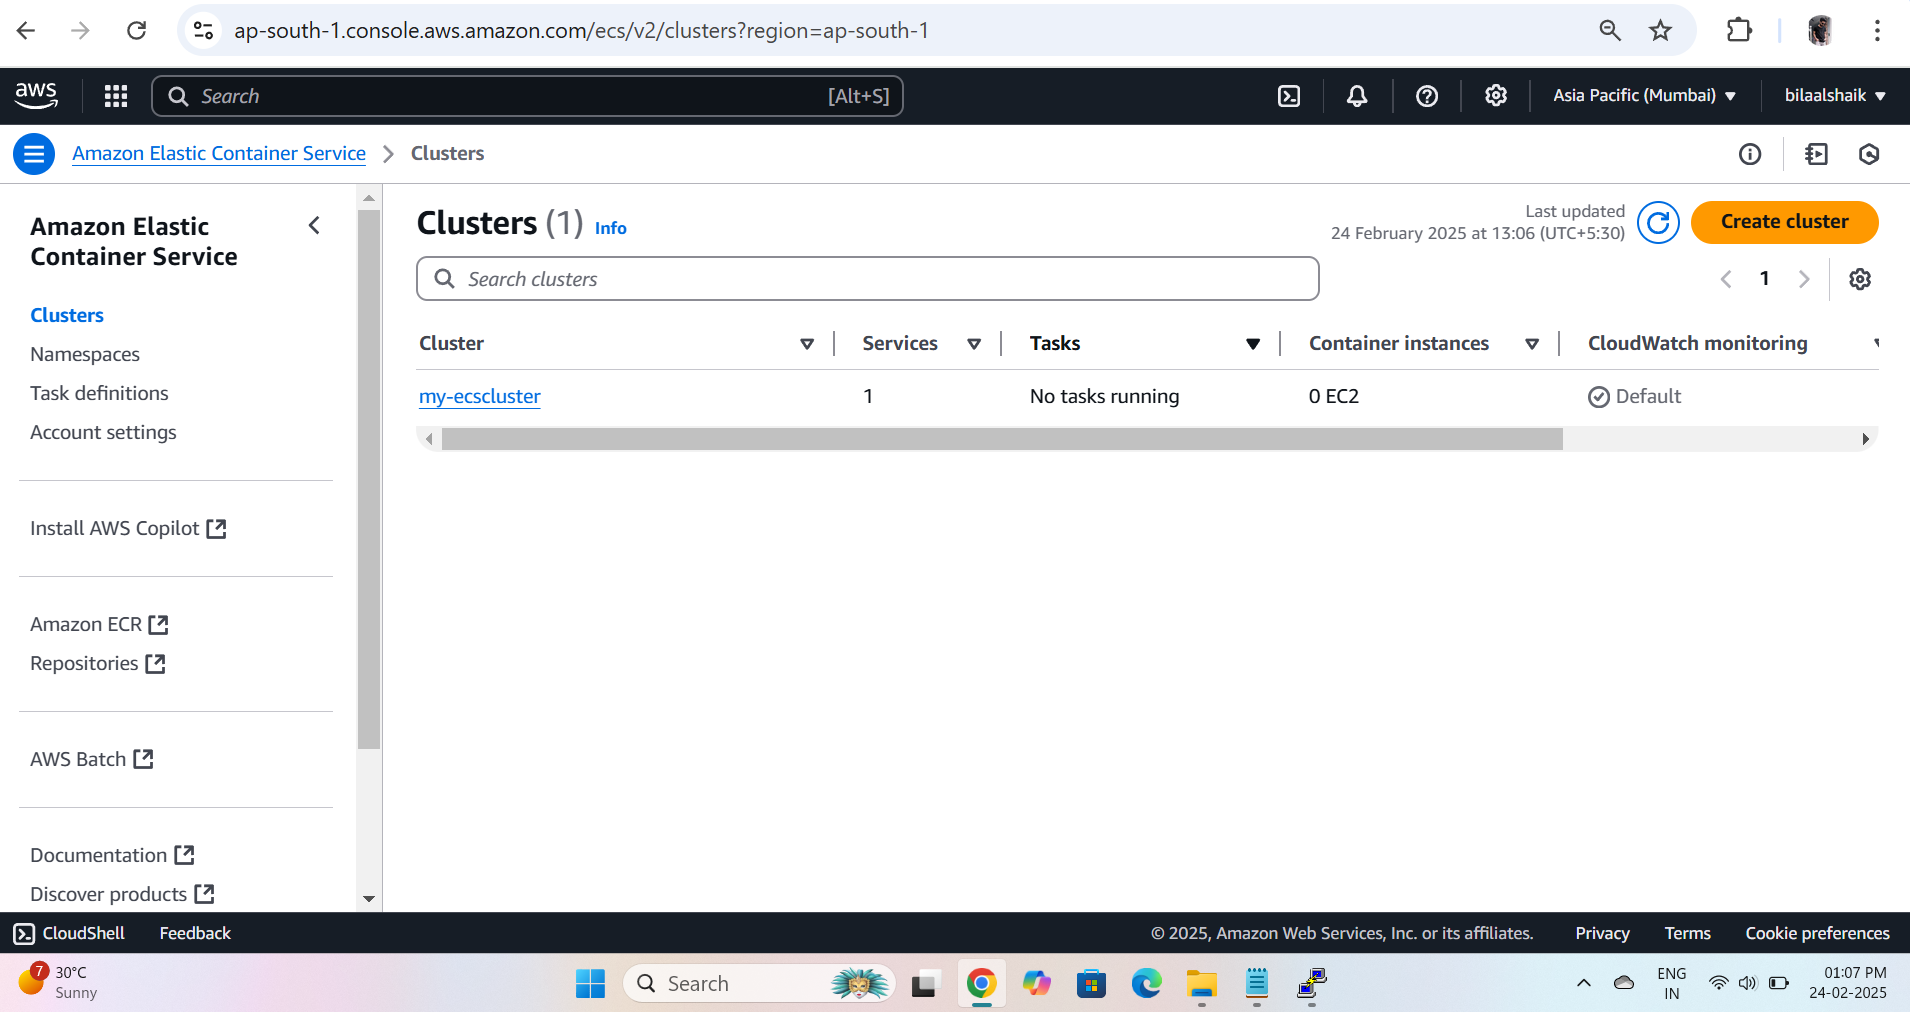 ap-south-1.console.aws.amazon.com/ecs/v2/clusters?region=ap-south-1
aws
Search
[Alt+S]
Asia Pacific (Mumbai)
bilaalshaik
Amazon Elastic Container Service
Clusters
Amazon Elastic
Container Service
Clusters
Namespaces
Task definitions
Account settings
Install AWS Copilot
Amazon ECR
Repositories
AWS Batch
Documentation
Discover products
Clusters (1) Info
Last updated
24 February 2025 at 13:06 (UTC+5:30)
Create cluster
Search clusters
1
Cluster Services Tasks Container instances CloudWatch monitoring
my-ecscluster 1 No tasks running 0 EC2 Default
CloudShell Feedback © 2025, Amazon Web Services, Inc. or its affiliates. Privacy Terms Cookie preferences
7
30°C
Sunny
Search
ENG
IN
01:07 PM
24-02-2025